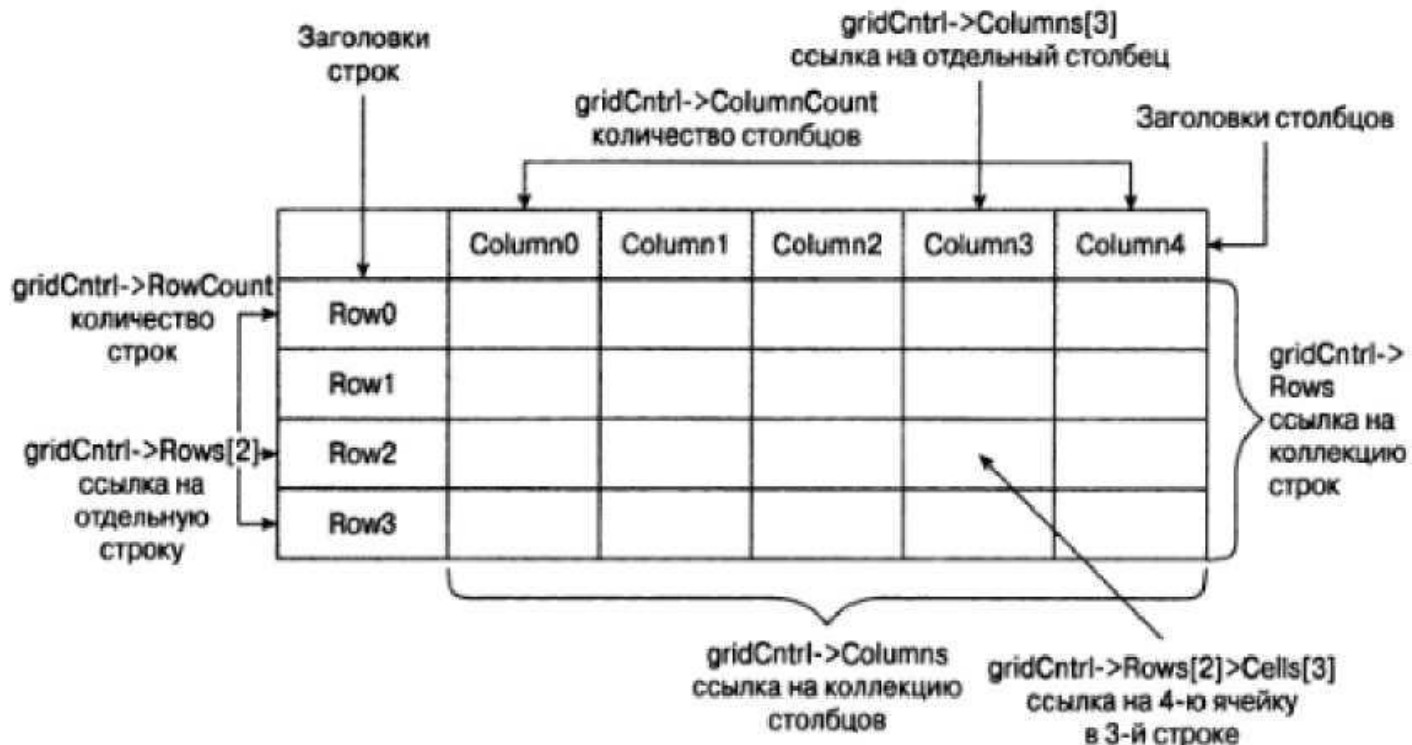 Заголовки
строк
gridCntrl->Columns[3]
ссылка на отдельный столбец
gridCntrl->ColumnCount
количество столбцов
Заголовки столбцов
Column0 Column1 Column2 Column3 Column4
gridCntrl->RowCount
количество
строк
Row0
Row1
gridCntrl->Rows[2]
ссылка на
отдельную
строку
Row2
Row3
gridCntrl->
Rows
ссылка на
коллекцию
строк
gridCntrl->Columns
ссылка на коллекцию
столбцов
gridCntrl->Rows[2]>Cells[3]
ссылка на 4-ю ячейку
в 3-й строке